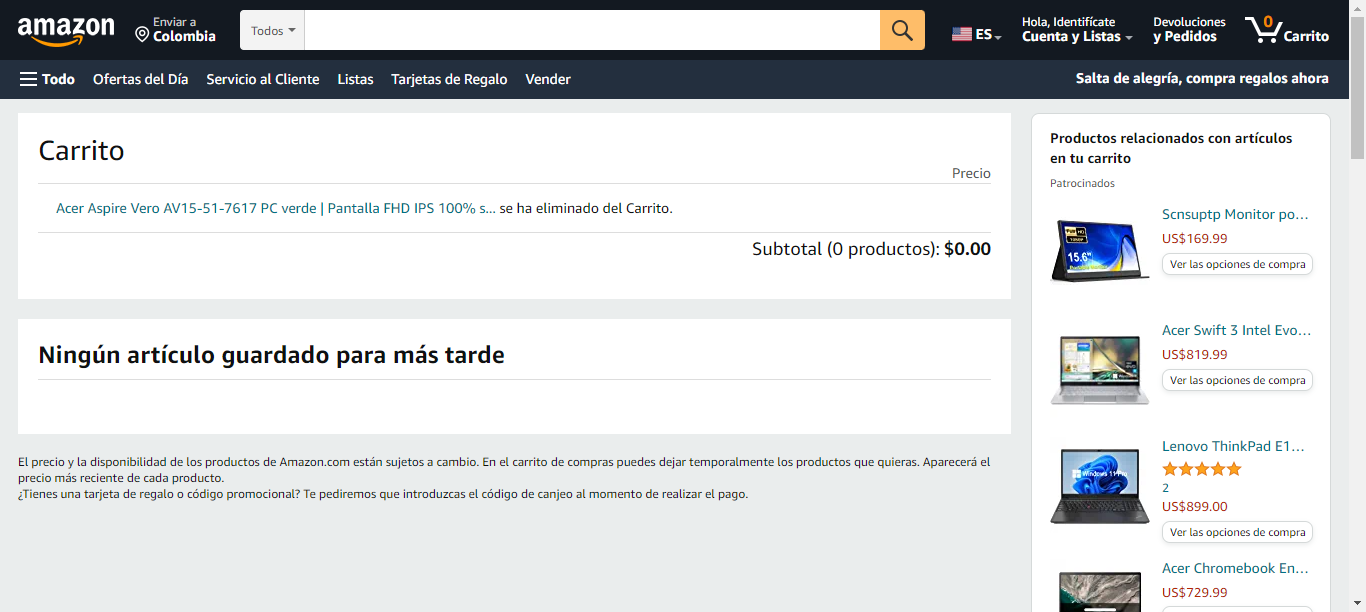 amazon
Enviar a
Colombia
Todos
ES
Hola, Identifícate
Cuenta y Listas
Devoluciones
y Pedidos
0
Carrito
Todo
Ofertas del Día
Servicio al Cliente
Listas
Tarjetas de Regalo
Vender
Salta de alegría, compra regalos ahora
Carrito
Precio
Acer Aspire Vero AV15-51-7617 PC verde | Pantalla FHD IPS 100% s... se ha eliminado del Carrito.
Subtotal (0 productos): $0.00
Ningún artículo guardado para más tarde
El precio y la disponibilidad de los productos de Amazon.com están sujetos a cambio. En el carrito de compras puedes dejar temporalmente los productos que quieras. Aparecerá el
precio más reciente de cada producto.
¿Tienes una tarjeta de regalo o código promocional? Te pediremos que introduzcas el código de canjeo al momento de realizar el pago.
Productos relacionados con artículos
en tu carrito
Patrocinados
15.6"
Scnsuptp Monitor po...
US$169.99
Ver las opciones de compra
Acer Swift 3 Intel Evo...
US$819.99
Ver las opciones de compra
Windows 11 Pro
Lenovo ThinkPad E1...
2
US$899.00
Ver las opciones de compra
Acer Chromebook En...
US$729.99